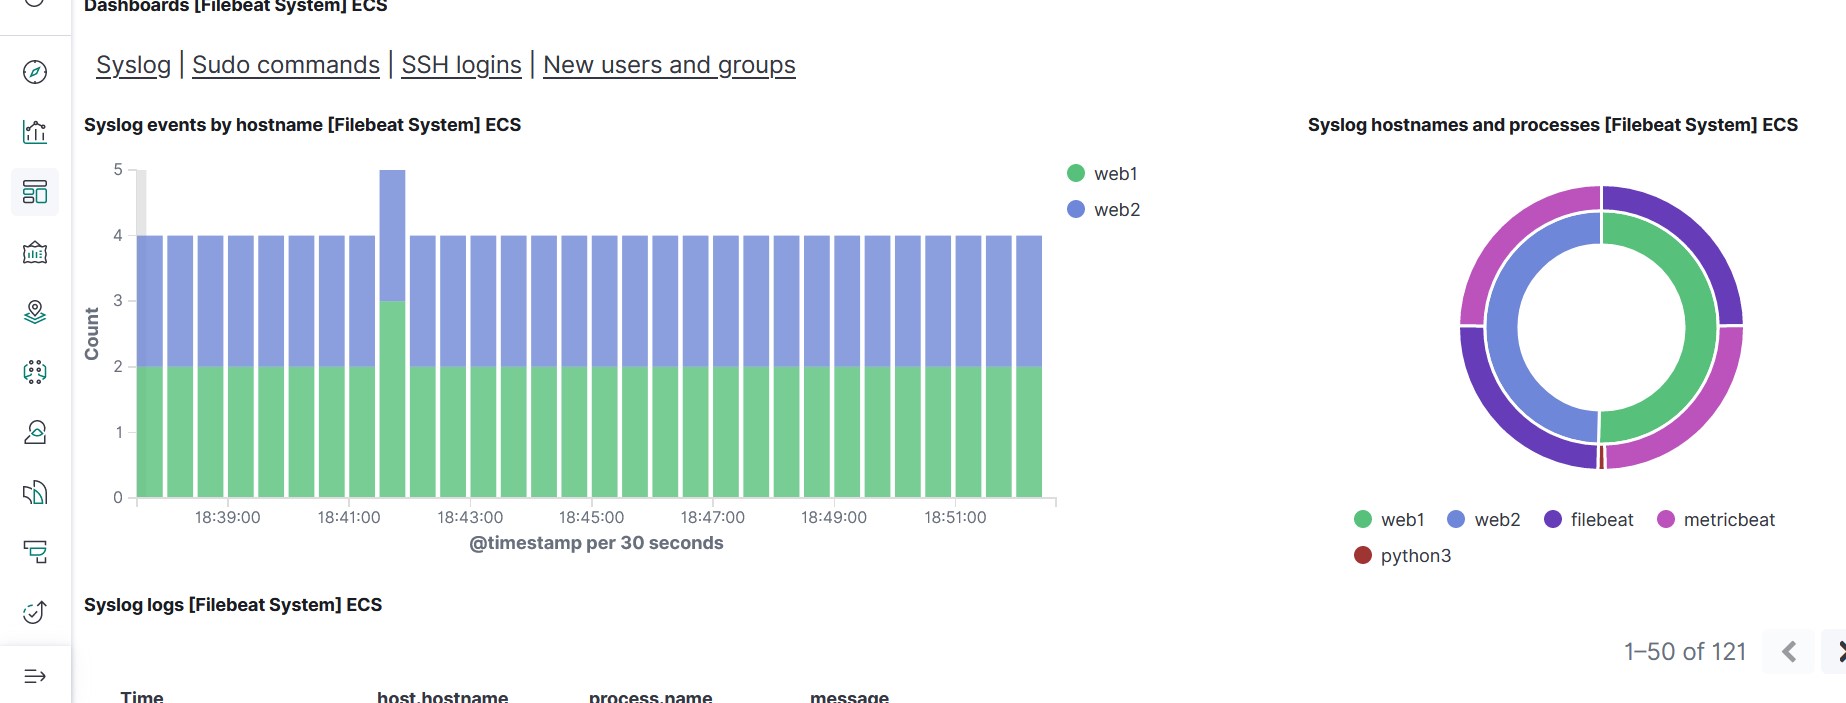 Dashboards [Filebeat System] ECS
Syslog | Sudo commands | SSH logins | New users and groups
Syslog events by hostname [Filebeat System] ECS
5
4
3
2
1
0
Count
18:39:00 18:41:00 18:43:00 18:45:00 18:47:00 18:49:00 18:51:00
@timestamp per 30 seconds
web1
web2
Syslog hostnames and processes [Filebeat System] ECS
web1 web2 filebeat metricbeat
python3
Syslog logs [Filebeat System] ECS
1–50 of 121
Time host.hostname process.name message